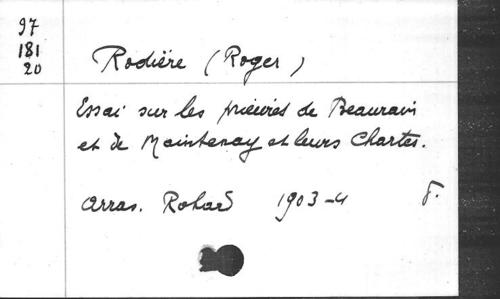 97
181
20
Rodière (Roger)
Essai sur les prieurés de Beaurain
et de Maintenay et leurs Chartes.
Arras. Rohard 1903-4 8.